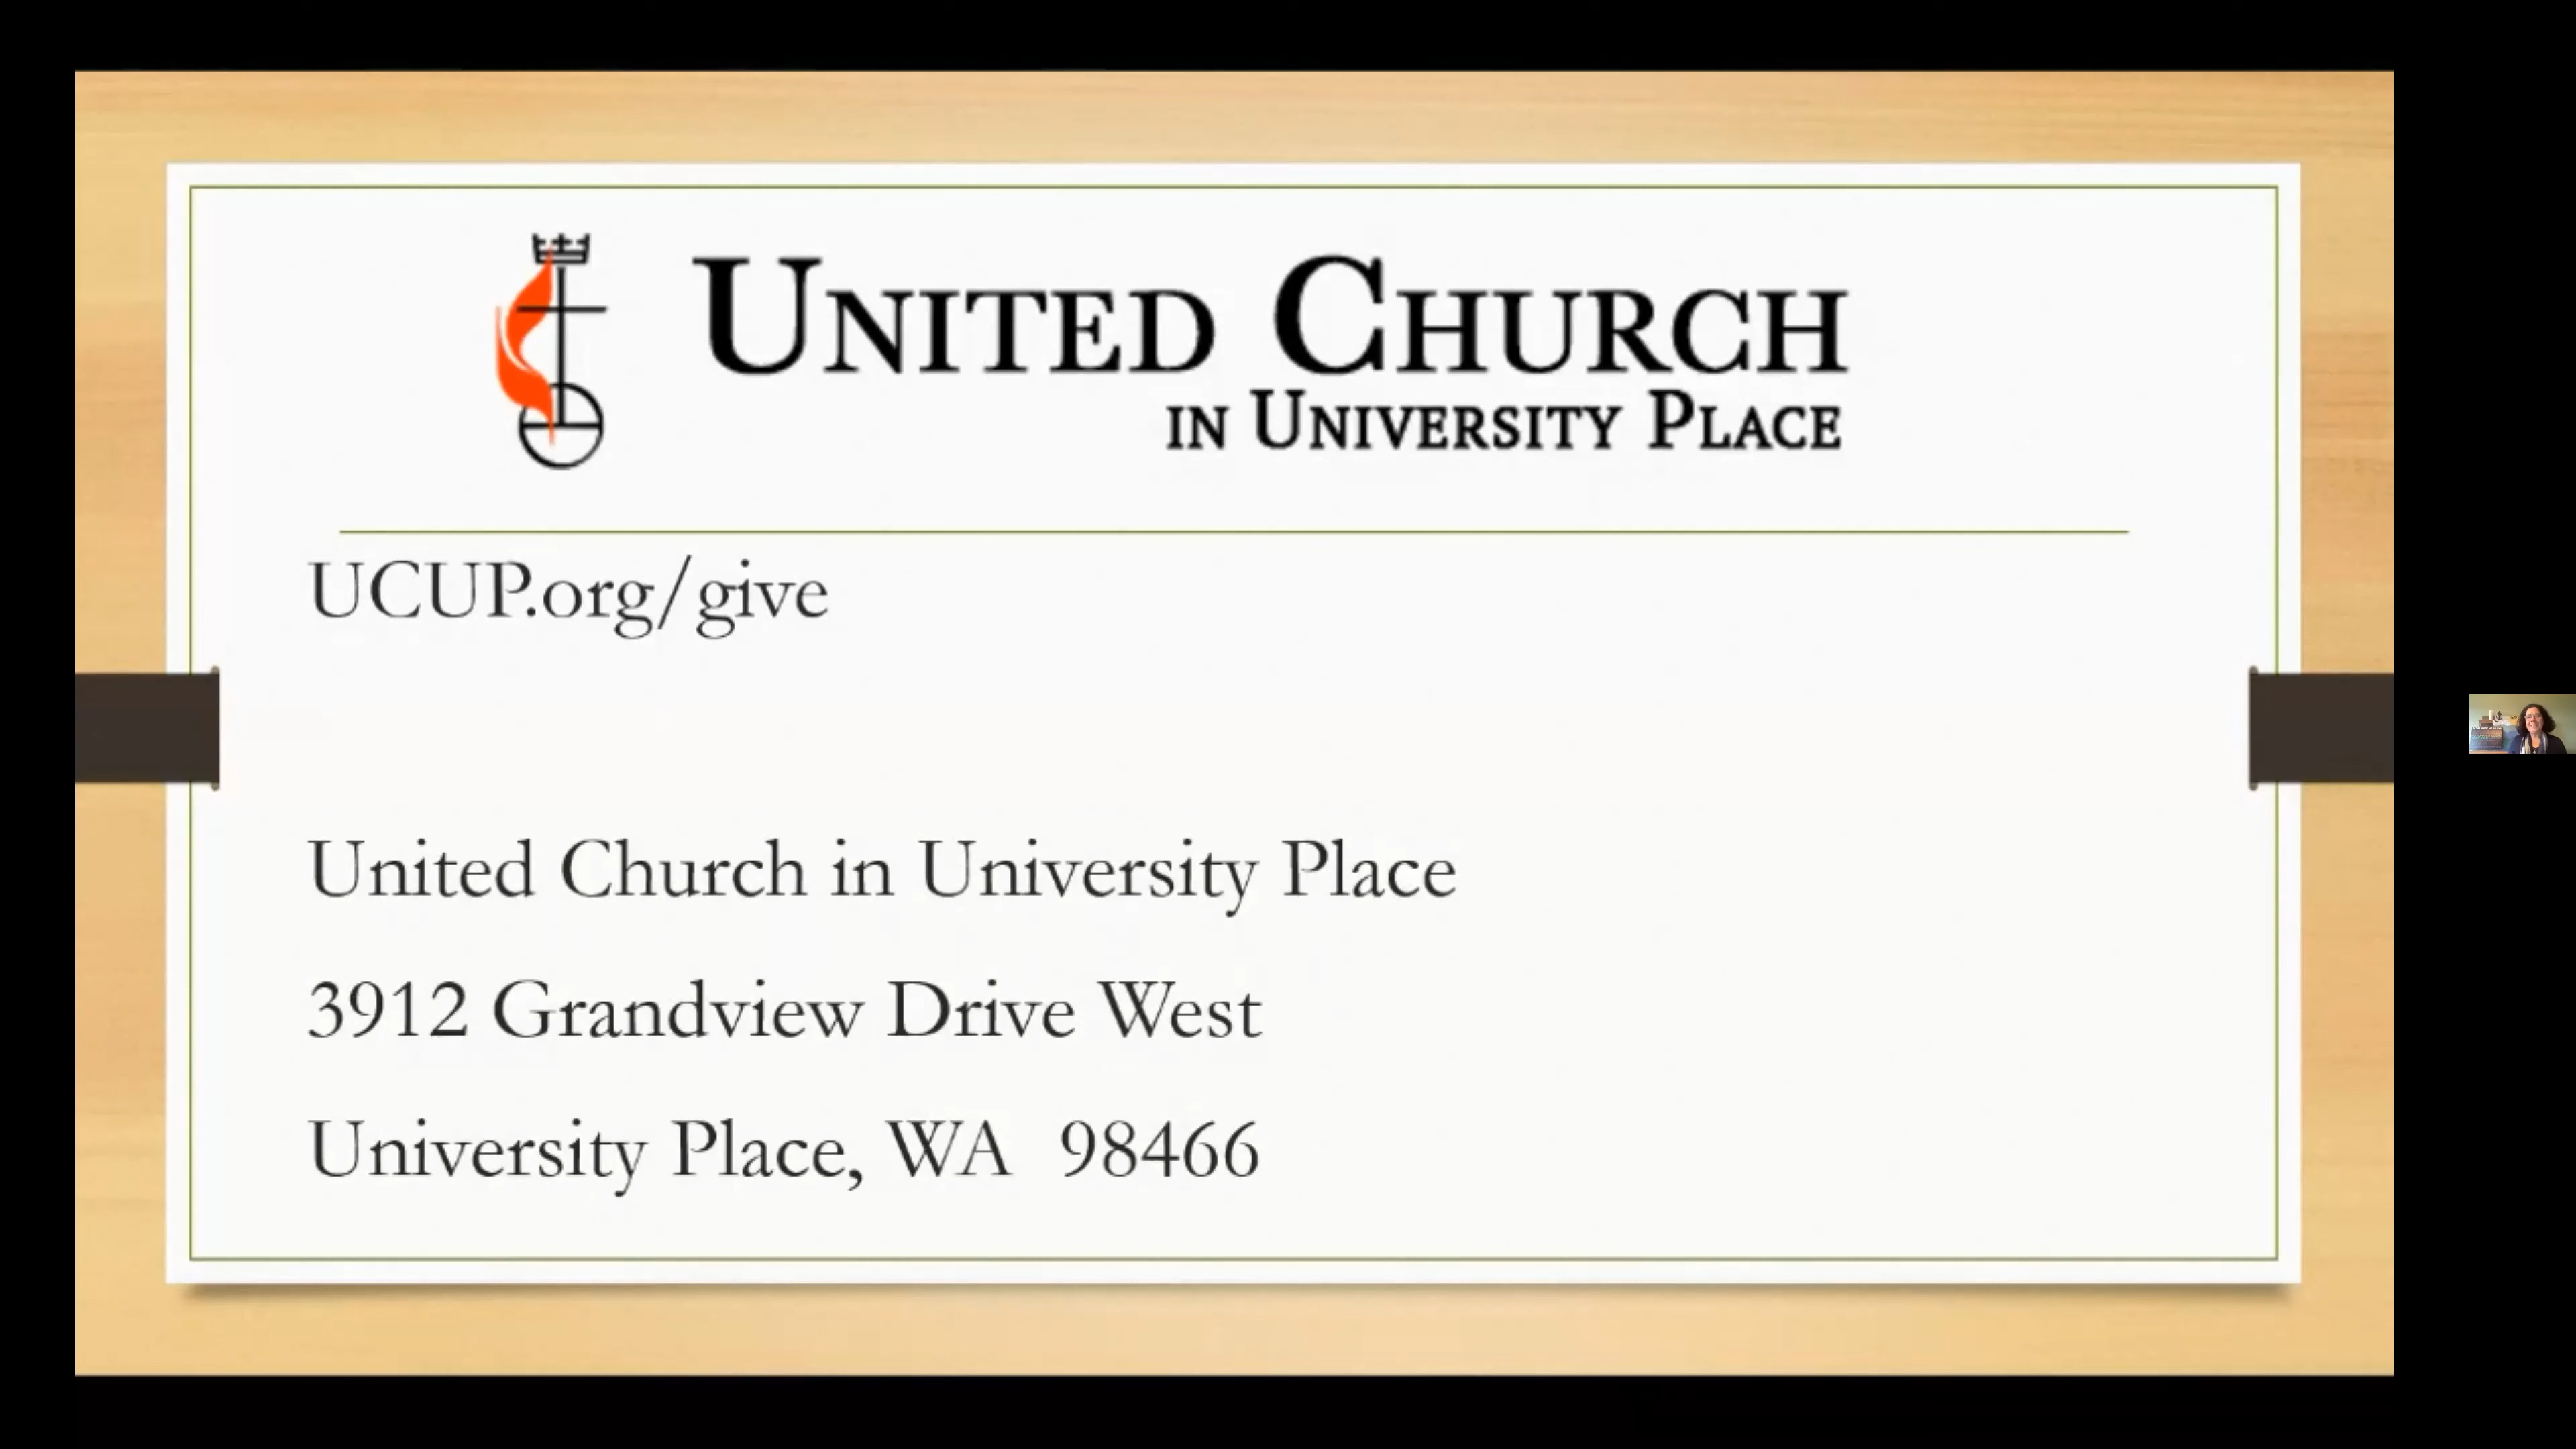 UNITED CHURCH
IN UNIVERSITY PLACE
UCUP.org/give
United Church in University Place
3912 Grandview Drive West
University Place, WA  98466